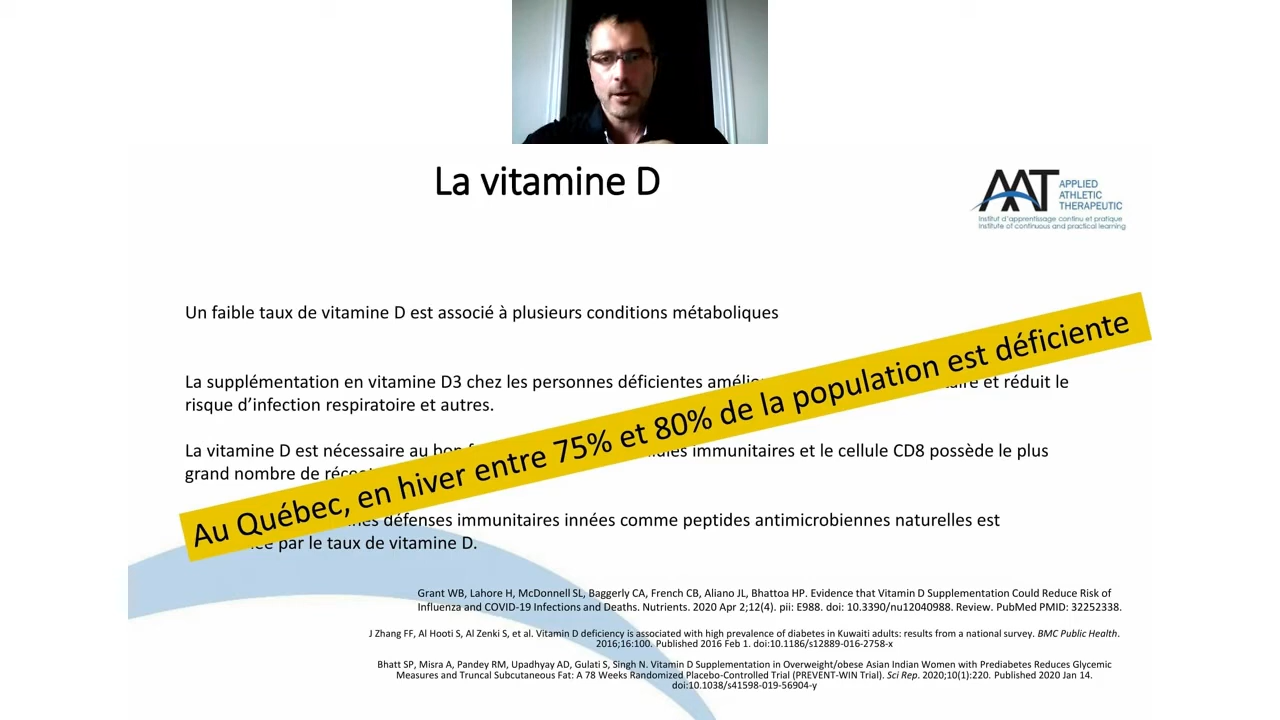 La vitamine D
AAT
APPLIED
ATHLETIC
THERAPEUTIC
Institut d'apprentissage continu et pratique
Institute of continuous and practical learning
Un faible taux de vitamine D est associé à plusieurs conditions métaboliques
La supplémentation en vitamine D3 chez les personnes déficientes et réduit le
risque d'infection respiratoire et autres.
La vitamine D est nécessaire au immunitaires et le cellule CD8 possède le plus
grand nombre de
défenses immunitaires innées comme peptides antimicrobiennes naturelles est
par le taux de vitamine D.
Au Québec, en hiver entre 75% et 80% de la population est déficiente
Grant WB, Lahore H, McDonnell SL, Baggerly CA, French CB, Aliano JL, Bhattoa HP. Evidence that Vitamin D Supplementation Could Reduce Risk of
Influenza and COVID-19 Infections and Deaths. Nutrients. 2020 Apr 2;12(4). pii: E988. doi: 10.3390/nu12040988. Review. PubMed PMID: 32252338.
J Zhang FF, Al Hooti S, Al Zenki S, et al. Vitamin D deficiency is associated with high prevalence of diabetes in Kuwaiti adults: results from a national survey. BMC Public Health.
2016;16:100. Published 2016 Feb 1. doi:10.1186/s12889-016-2758-x
Bhatt SP, Misra A, Pandey RM, Upadhyay AD, Gulati S, Singh N. Vitamin D Supplementation in Overweight/obese Asian Indian Women with Prediabetes Reduces Glycemic
Measures and Truncal Subcutaneous Fat: A 78 Weeks Randomized Placebo-Controlled Trial (PREVENT-WIN Trial). Sci Rep. 2020;10(1):220. Published 2020 Jan 14.
doi:10.1038/s41598-019-56904-y